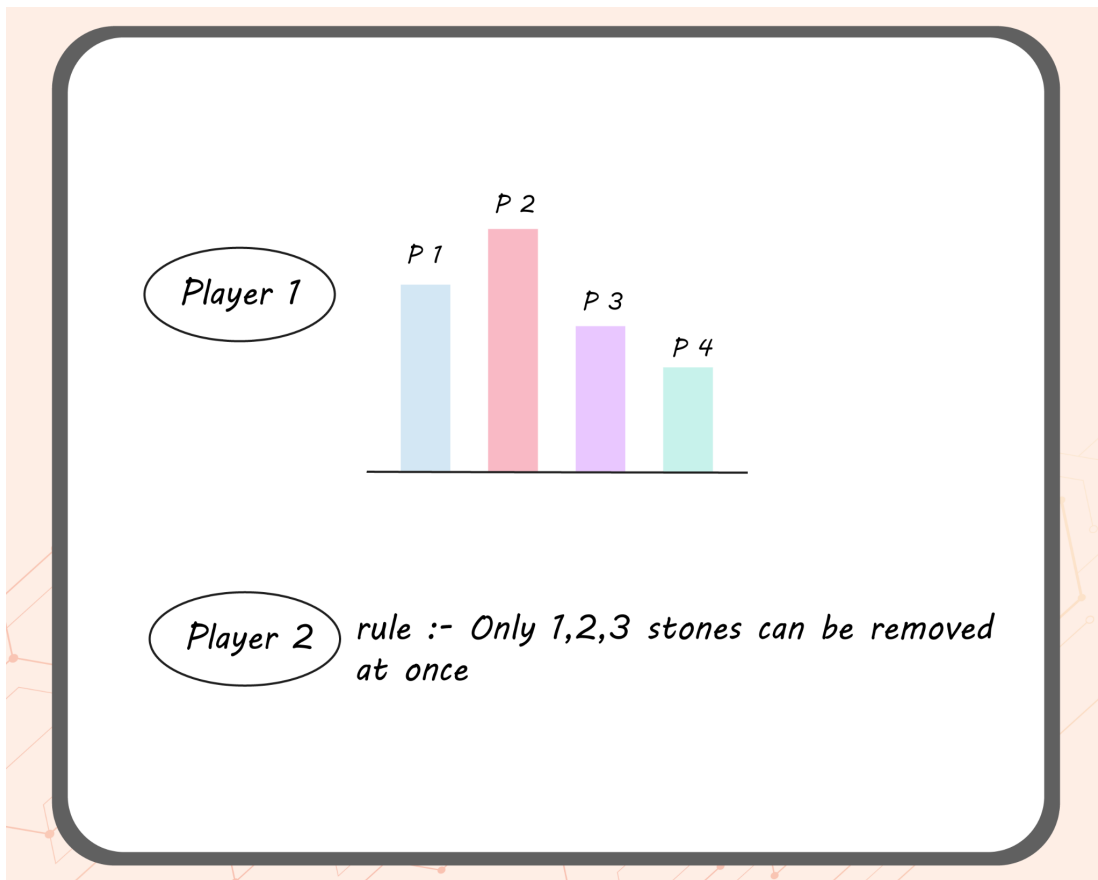 P 2
P 1
Player 1
P 3
P 4
Player 2
rule :- Only 1,2,3 stones can be removed
at once